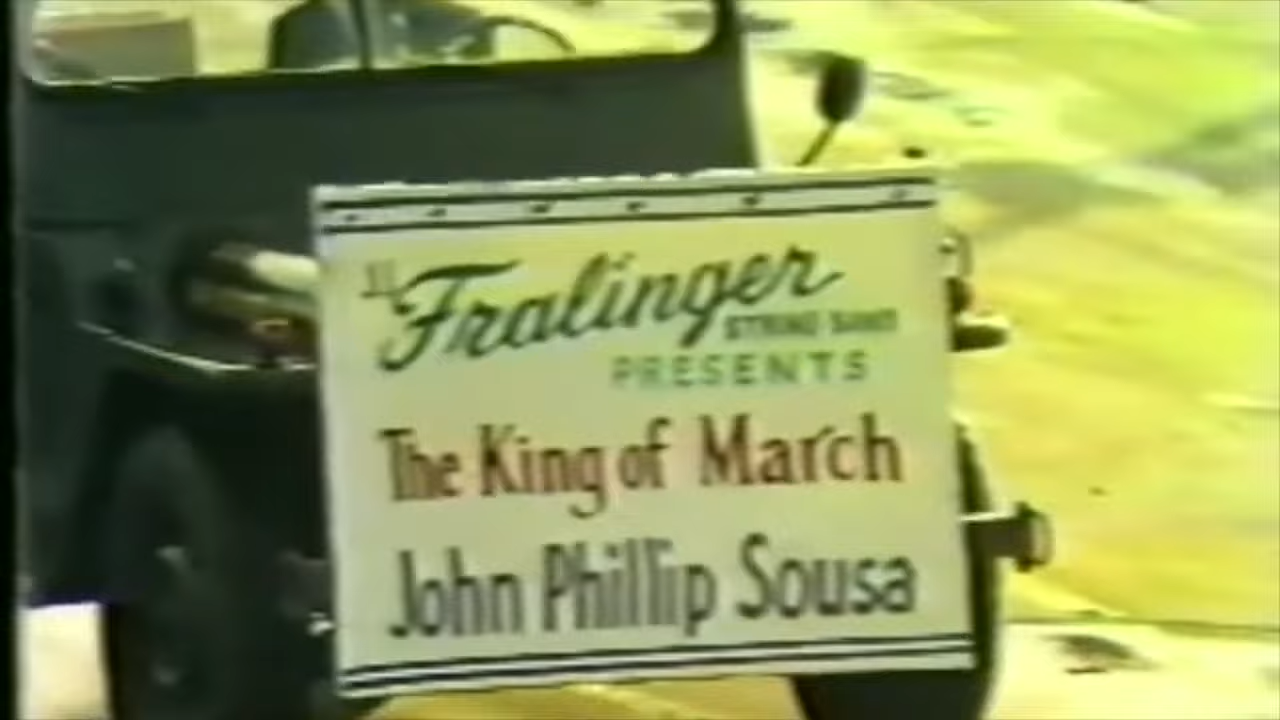 Fralinger
STRING BAND
PRESENTS
The King of March
John Phillip Sousa